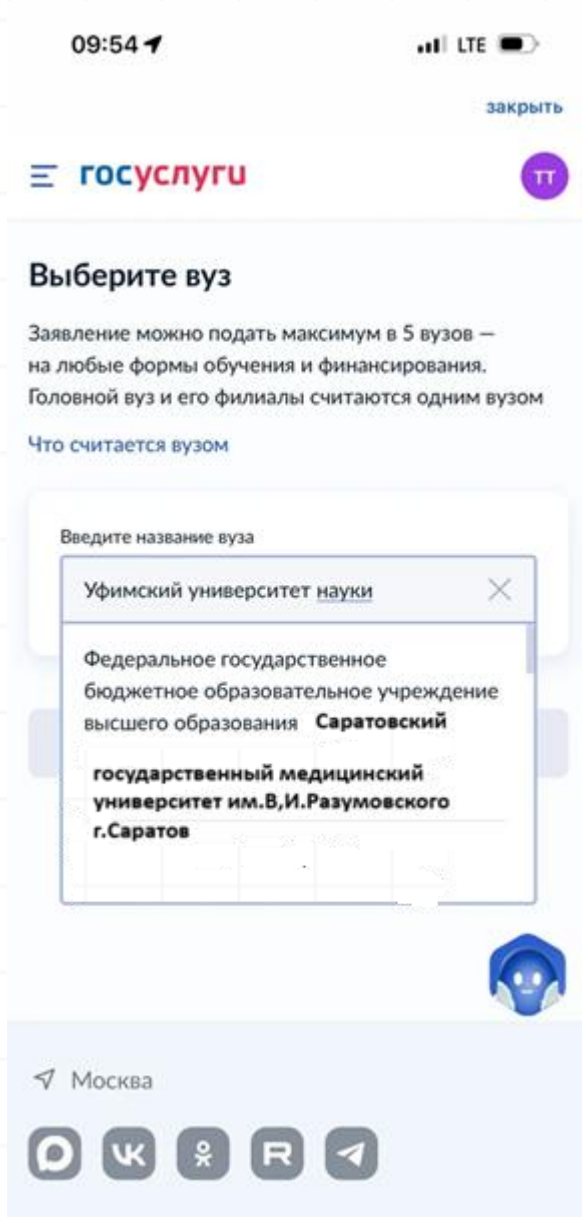 09:54 LTE
закрыть
госуслуги ТТ
Выберите вуз
Заявление можно подать максимум в 5 вузов —
на любые формы обучения и финансирования.
Головной вуз и его филиалы считаются одним вузом
Что считается вузом
Введите название вуза
Уфимский университет науки
Федеральное государственное
бюджетное образовательное учреждение
высшего образования Саратовский
государственный медицинский
университет им.В,И.Разумовского
г.Саратов
Москва